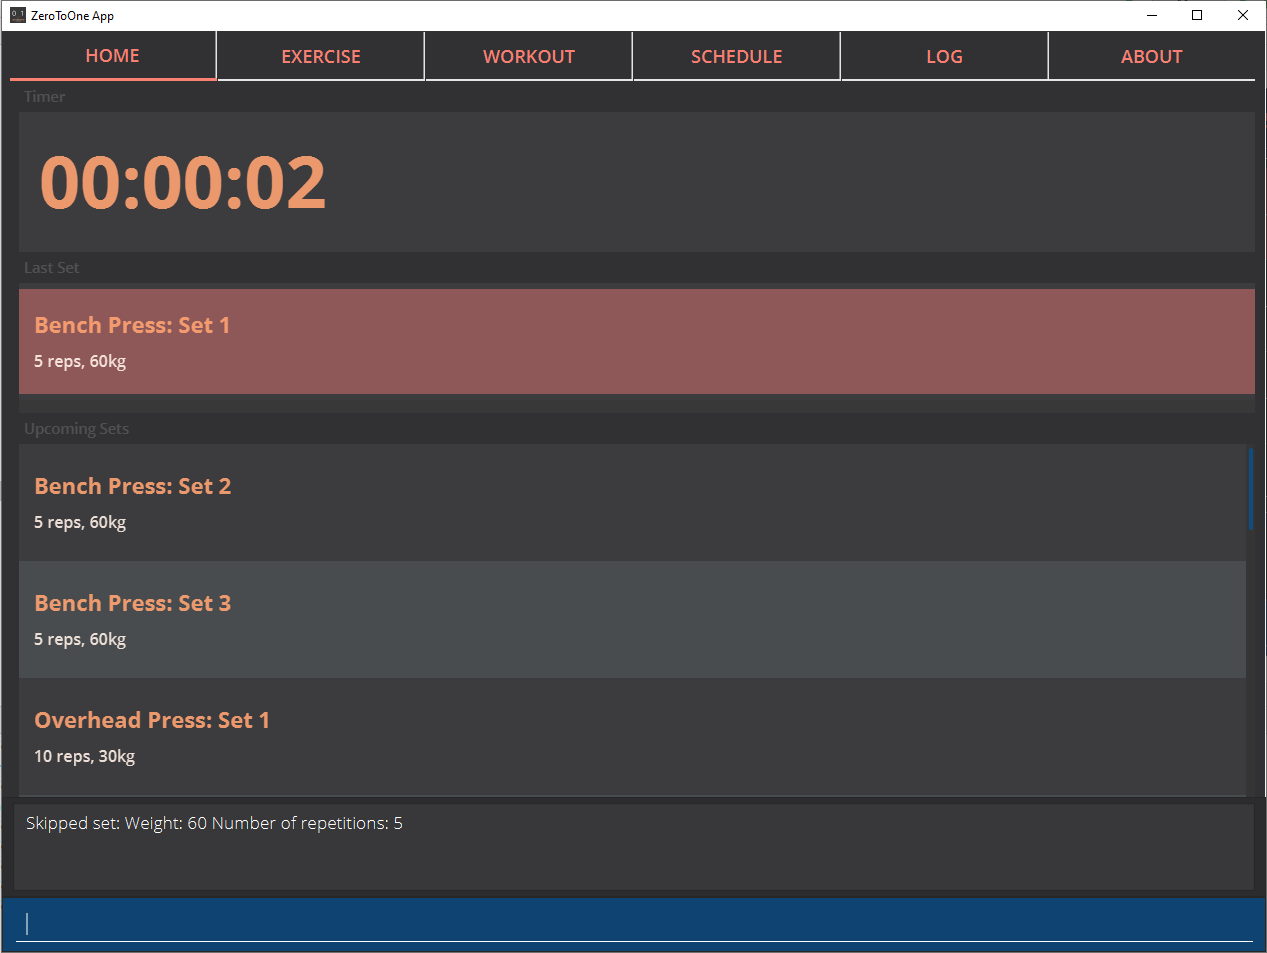 ZeroToOne App
HOME EXERCISE WORKOUT SCHEDULE LOG ABOUT
Timer
00:00:02
Last Set
Bench Press: Set 1
5 reps, 60kg
Upcoming Sets
Bench Press: Set 2
5 reps, 60kg
Bench Press: Set 3
5 reps, 60kg
Overhead Press: Set 1
10 reps, 30kg
Skipped set: Weight: 60 Number of repetitions: 5